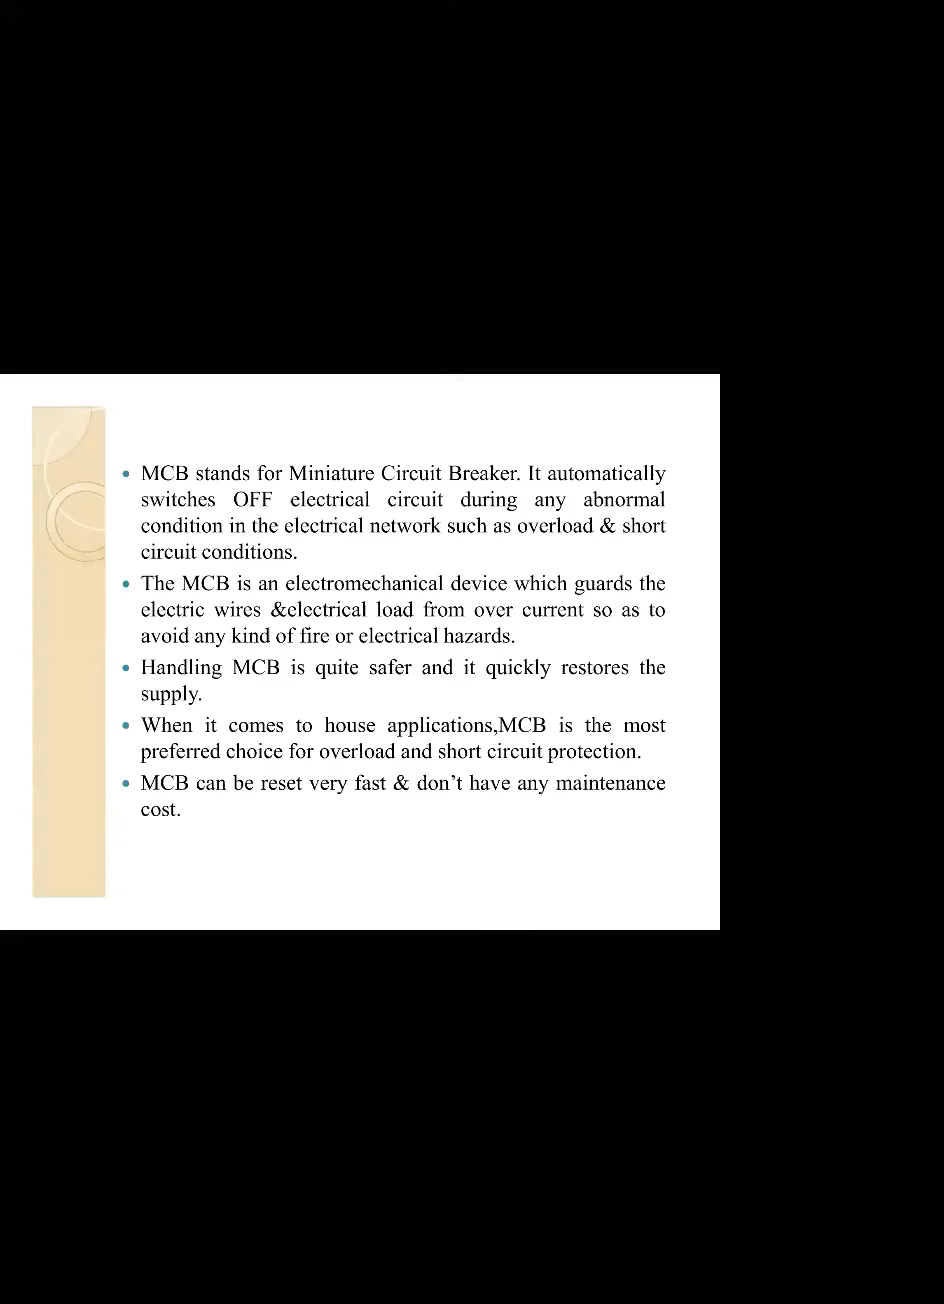 MCB stands for Miniature Circuit Breaker. It automatically
switches OFF electrical circuit during any abnormal
condition in the electrical network such as overload & short
circuit conditions.
The MCB is an electromechanical device which guards the
electric wires &electrical load from over current so as to
avoid any kind of fire or electrical hazards.
Handling MCB is quite safer and it quickly restores the
supply.
When it comes to house applications,MCB is the most
preferred choice for overload and short circuit protection.
MCB can be reset very fast & don't have any maintenance
cost.